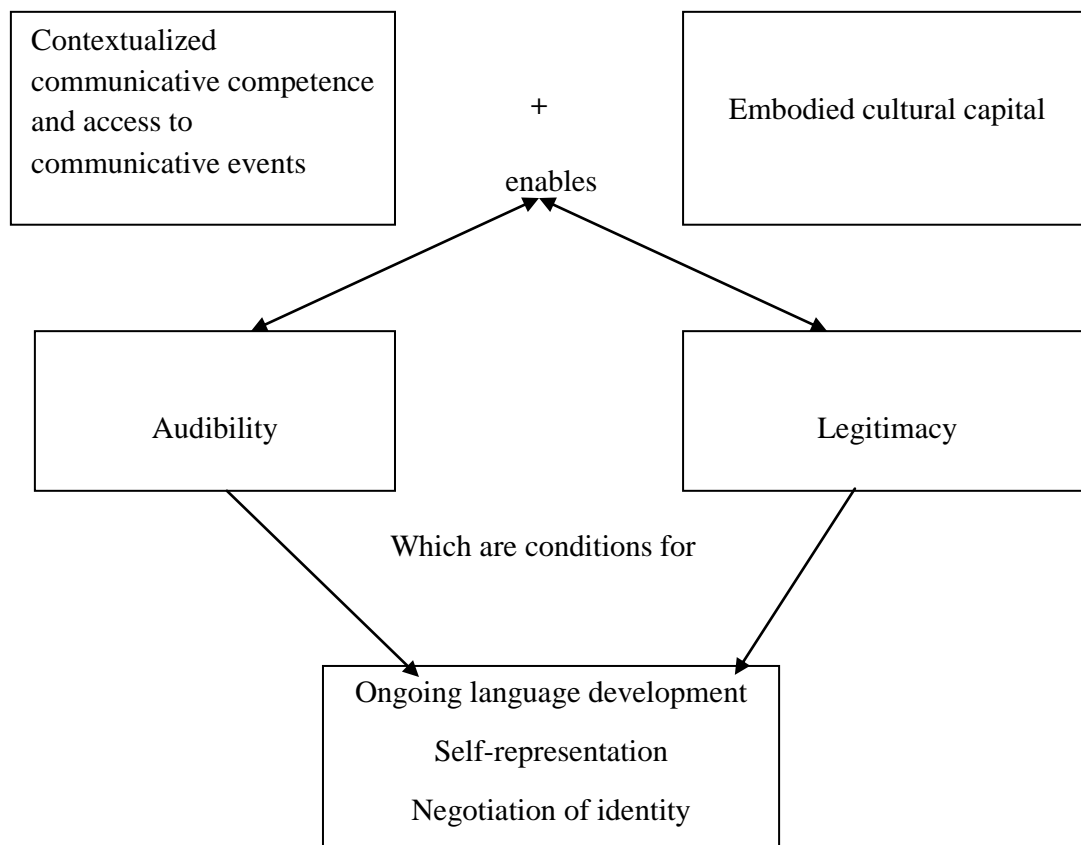 Contextualized
communicative competence
and access to
communicative events
+
enables
Embodied cultural capital
Audibility
Legitimacy
Which are conditions for
Ongoing language development
Self-representation
Negotiation of identity